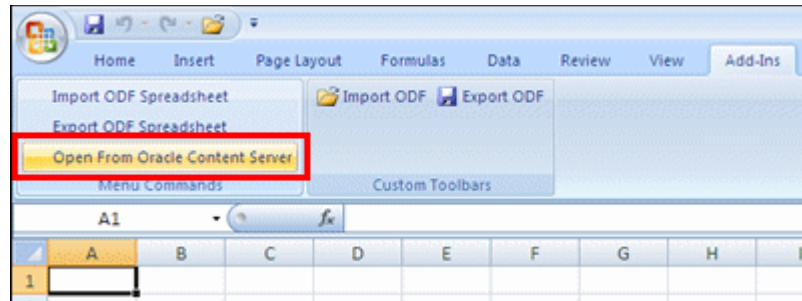 Home Insert Page Layout Formulas Data Review View Add-Ins
Import ODF Spreadsheet Import ODF Export ODF
Export ODF Spreadsheet
Open From Oracle Content Server
Menu Commands Custom Toolbars
A1 fx
A B C D E F G H
1